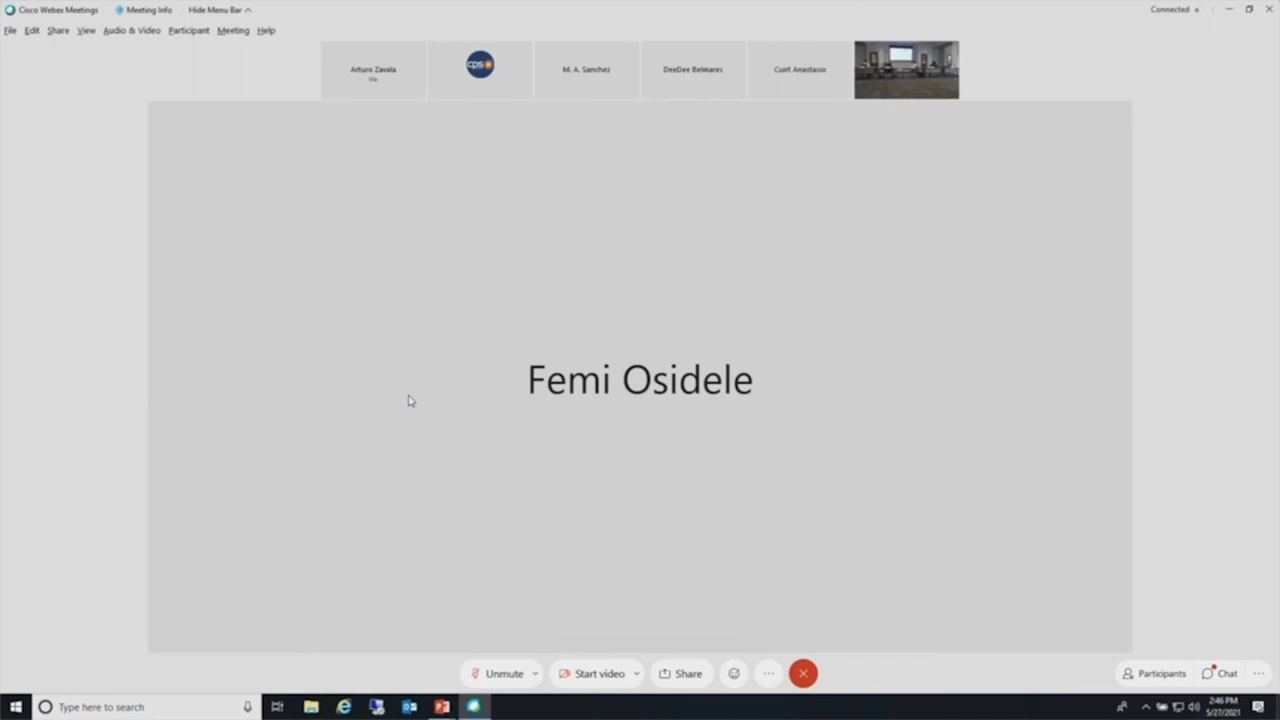 Cisco Webex Meetings Meeting Info Hide Menu Bar Connected
File Edit Share View Audio & Video Participant Meeting Help
Arturo Zavala
Me
cps
M. A. Sanchez
DeeDee Belmares
Cuirt Anastasio
Femi Osidele
Unmute Start video Share Participants Chat
Type here to search
2:46 PM
5/27/2021